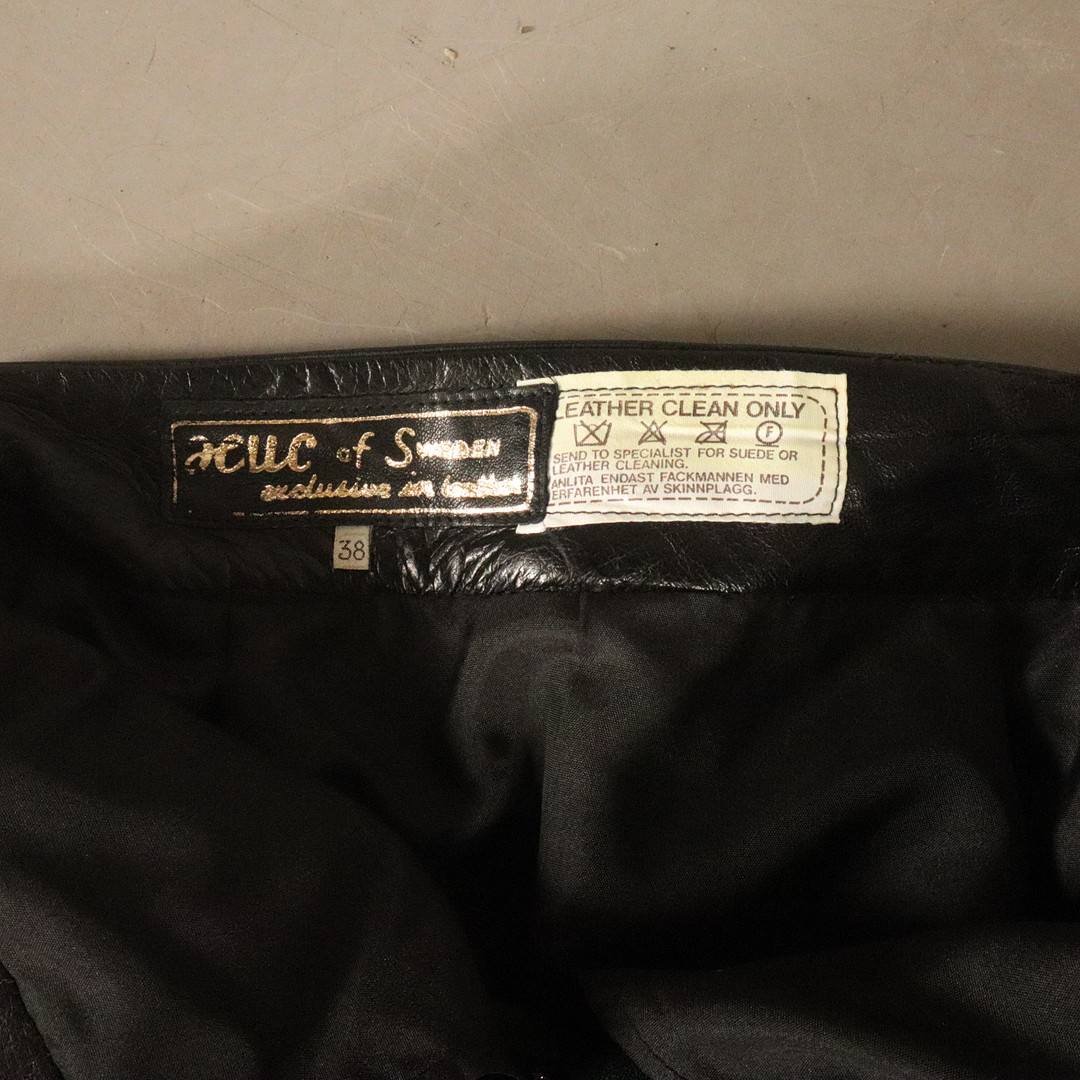 of SWEDEN
exclusive in leather
38
LEATHER CLEAN ONLY
F
SEND TO SPECIALIST FOR SUEDE OR
LEATHER CLEANING.
ANLITA ENDAST FACKMANNEN MED
ERFARENHET AV SKINNPLAGG.